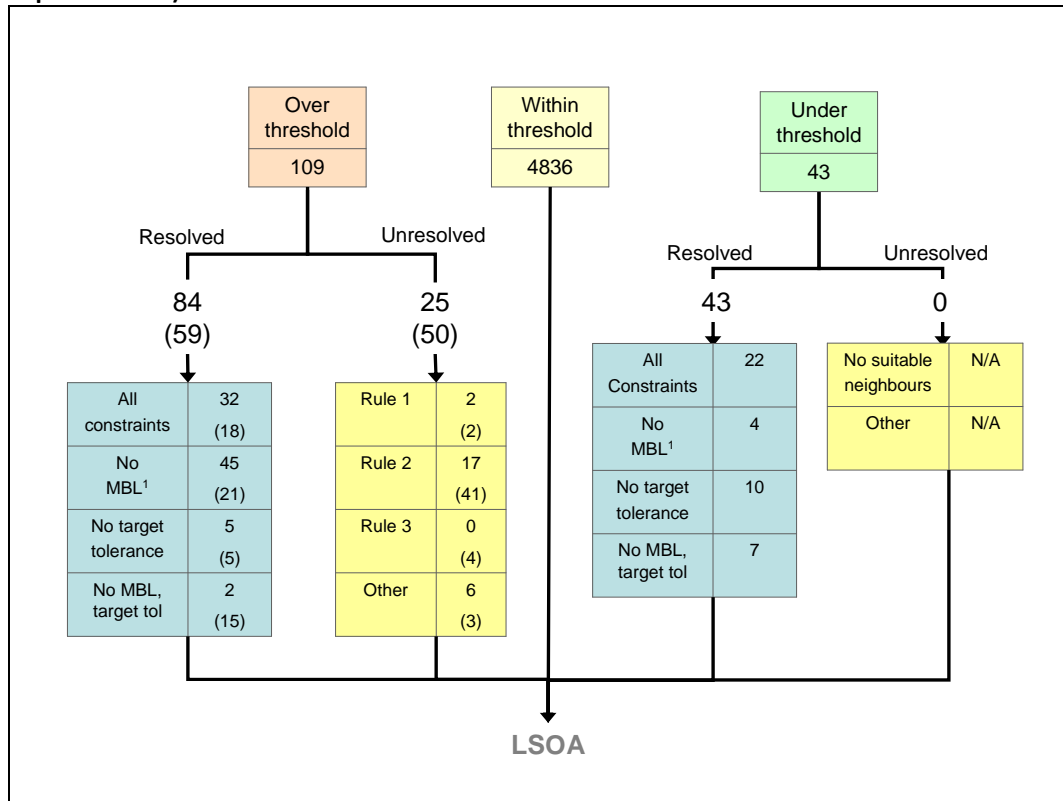 Over
threshold
109
Within
threshold
4836
Under
threshold
43
Resolved
Unresolved
84
(59)
25
(50)
Resolved
Unresolved
43
0
All
constraints
32
(18)
No
MBL¹
45
(21)
No target
tolerance
5
(5)
No MBL,
target tol
2
(15)
Rule 1
2
(2)
Rule 2
17
(41)
Rule 3
0
(4)
Other
6
(3)
All
Constraints
22
No
MBL¹
4
No target
tolerance
10
No MBL,
target tol
7
No suitable
neighbours
N/A
Other
N/A
LSOA